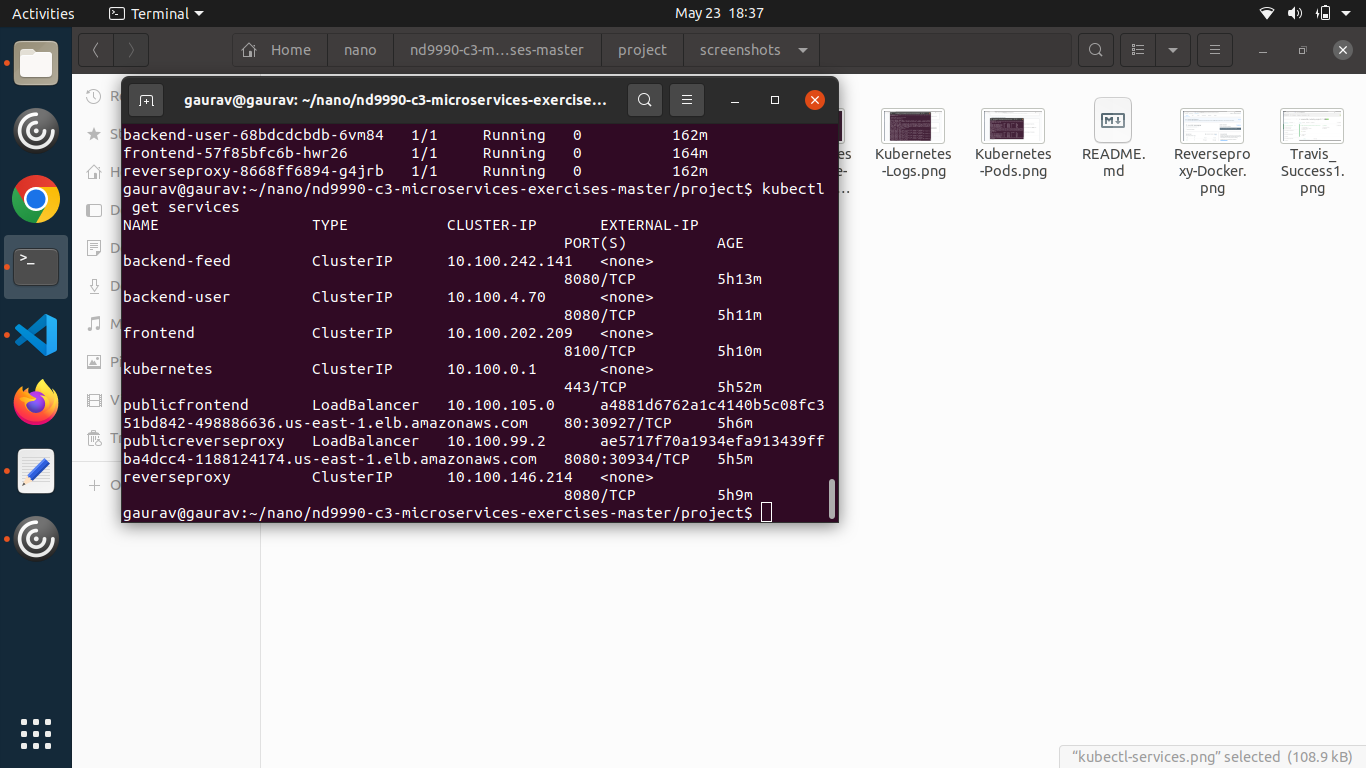 Activities
Terminal
May 23 18:37
Home
nano
nd9990-c3-m…ses-master
project
screenshots
gaurav@gaurav: ~/nano/nd9990-c3-microservices-exercise...
backend-user-68bdcdcbdb-6vm84 1/1 Running 0 162m
frontend-57f85bfc6b-hwr26 1/1 Running 0 164m
reverseproxy-8668ff6894-g4jrb 1/1 Running 0 162m
gaurav@gaurav:~/nano/nd9990-c3-microservices-exercises-master/project$ kubectl
get services
NAME TYPE CLUSTER-IP EXTERNAL-IP
PORT(S) AGE
backend-feed ClusterIP 10.100.242.141 <none>
8080/TCP 5h13m
backend-user ClusterIP 10.100.4.70 <none>
8080/TCP 5h11m
frontend ClusterIP 10.100.202.209 <none>
8100/TCP 5h10m
kubernetes ClusterIP 10.100.0.1 <none>
443/TCP 5h52m
publicfrontend LoadBalancer 10.100.105.0 a4881d6762a1c4140b5c08fc3
51bd842-498886636.us-east-1.elb.amazonaws.com 80:30927/TCP 5h6m
publicreverseproxy LoadBalancer 10.100.99.2 ae5717f70a1934efa913439ff
ba4dcc4-1188124174.us-east-1.elb.amazonaws.com 8080:30934/TCP 5h5m
reverseproxy ClusterIP 10.100.146.214 <none>
8080/TCP 5h9m
gaurav@gaurav:~/nano/nd9990-c3-microservices-exercises-master/project$
Kubernetes
-Logs.png
Kubernetes
-Pods.png
README.
md
Reversepro
xy-Docker.
png
Travis_
Success1.
png
“kubectl-services.png” selected (108.9 kB)